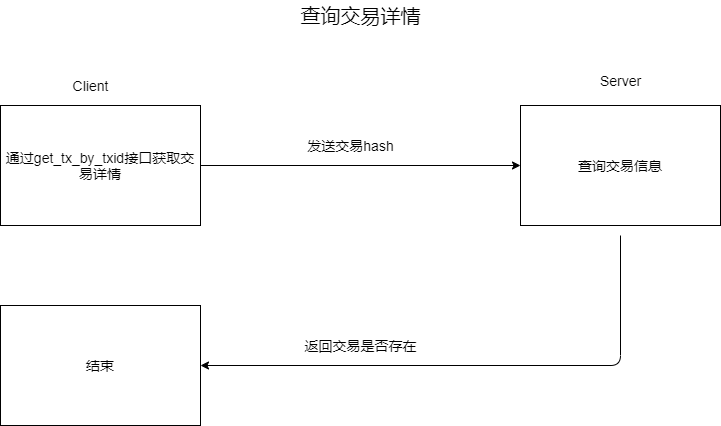 查询交易详情
Client
Server
通过get_tx_by_txid接口获取交
易详情
发送交易hash
查询交易信息
返回交易是否存在
结束